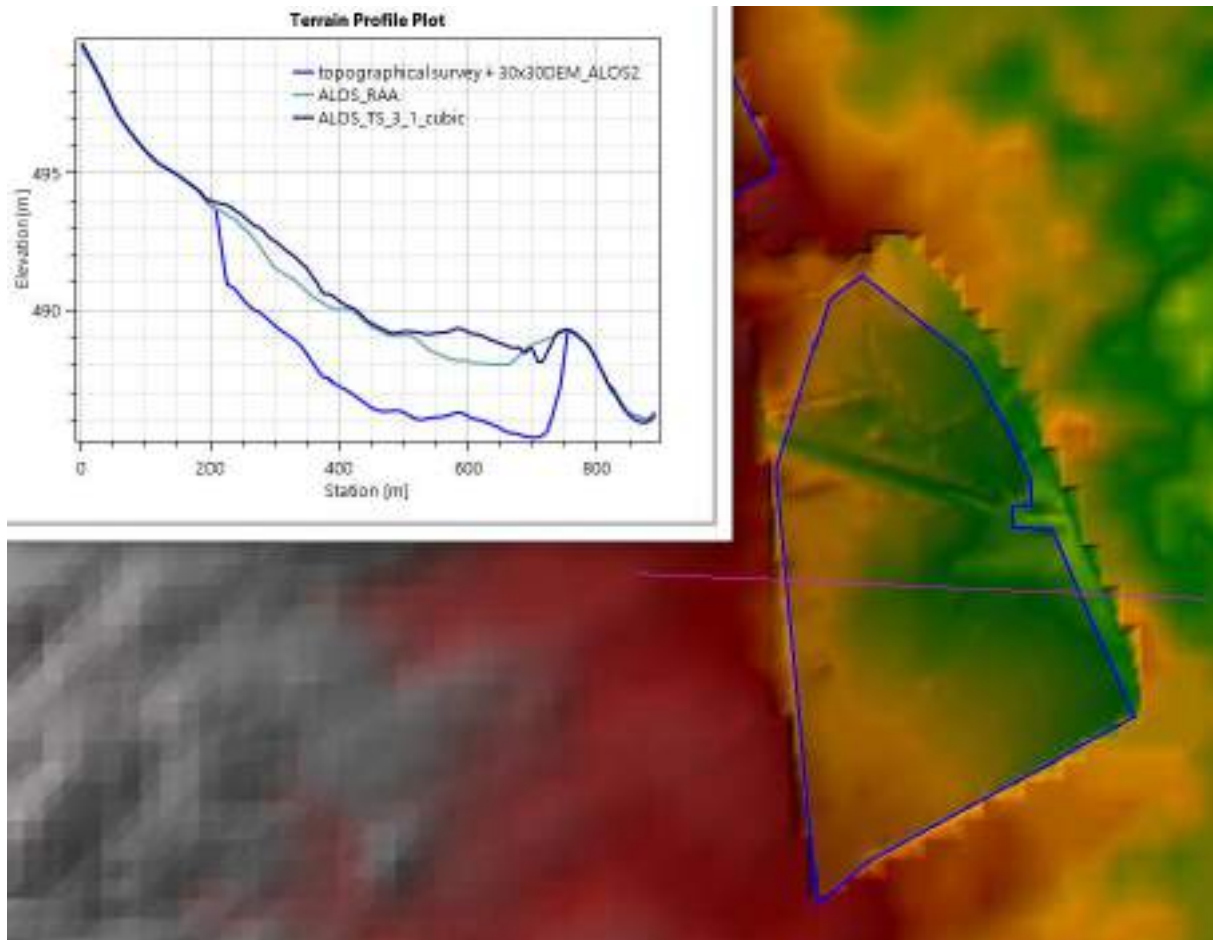 Terrain Profile Plot
topographical survey + 30x30DEM_ALOS2
ALOS_RAA
ALOS_TS_3_1_cubic
495
490
Elevation [m]
0 200 400 600 800
Station [m]